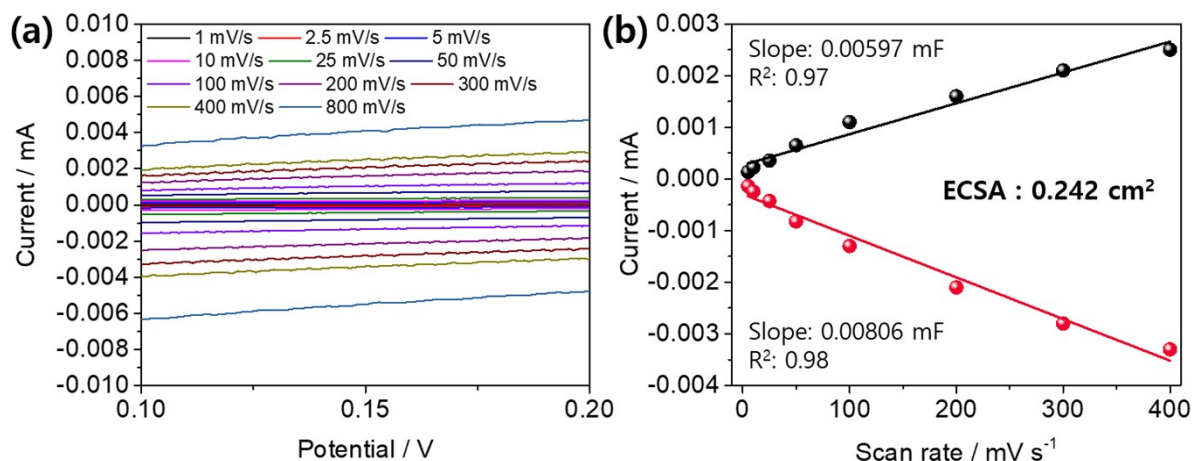 (a)
1 mV/s 2.5 mV/s 5 mV/s
10 mV/s 25 mV/s 50 mV/s
100 mV/s 200 mV/s 300 mV/s
400 mV/s 800 mV/s
0.010
0.008
0.006
0.004
0.002
0.000
-0.002
-0.004
-0.006
-0.008
-0.010
Current / mA
0.10 0.15 0.20
Potential / V
(b)
Slope: 0.00597 mF
R²: 0.97
ECSA : 0.242 cm²
Slope: 0.00806 mF
R²: 0.98
0.003
0.002
0.001
0.000
-0.001
-0.002
-0.003
-0.004
Current / mA
0 100 200 300 400
Scan rate / mV s⁻¹